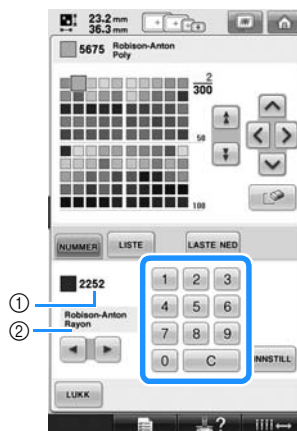 23.2 mm
36.3 mm
5675 Robison-Anton
Poly
2
300
50
100
NUMMER LISTE LASTE NED
① 2252
② Robison-Anton
Rayon
1 2 3
4 5 6
7 8 9
0 C
INNSTILL
LUKK
?